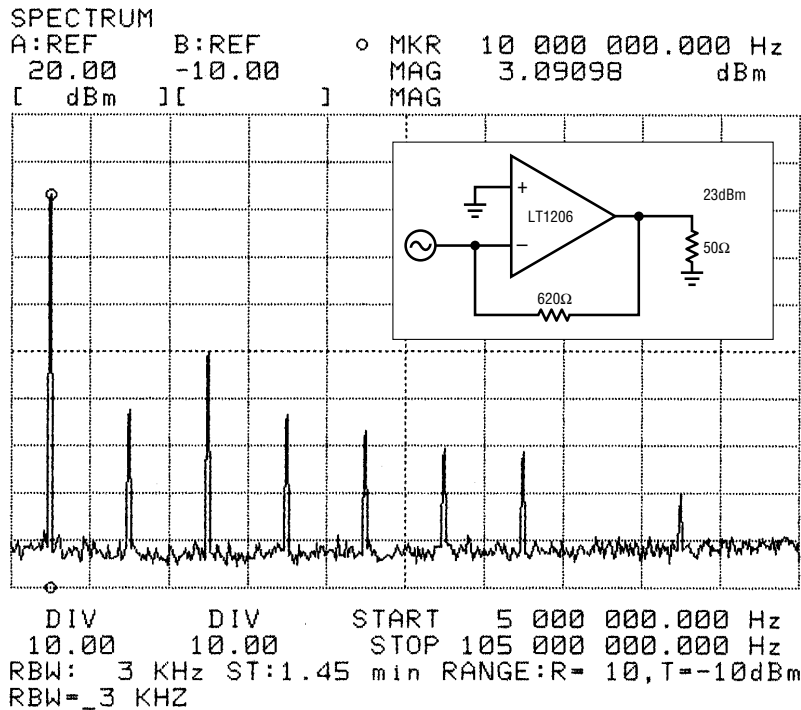 SPECTRUM
A:REF B:REF o MKR 10 000 000.000 Hz
20.00 -10.00 MAG 3.09098 dBm
[ dBm ][ ] MAG
+
LT1206
−
23dBm
50Ω
620Ω
DIV DIV START 5 000 000.000 Hz
10.00 10.00 STOP 105 000 000.000 Hz
RBW: 3 KHz ST:1.45 min RANGE:R= 10,T=-10dBm
RBW=_3 KHZ